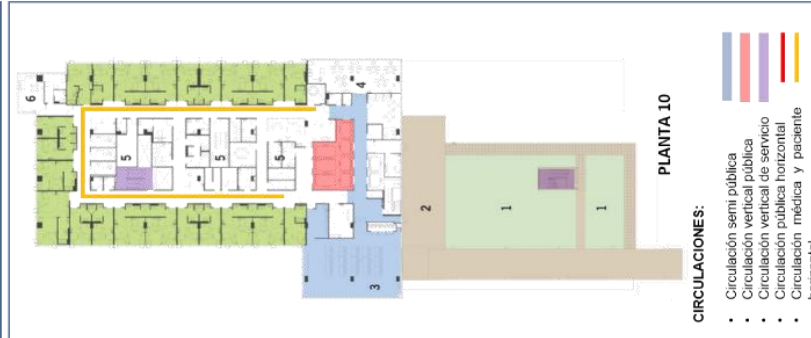 6
5
5
5
4
3
2
1
1
PLANTA 10
CIRCULACIONES:
• Circulación semi pública
• Circulación vertical pública
• Circulación vertical de servicio
• Circulación pública horizontal
• Circulación médica y paciente